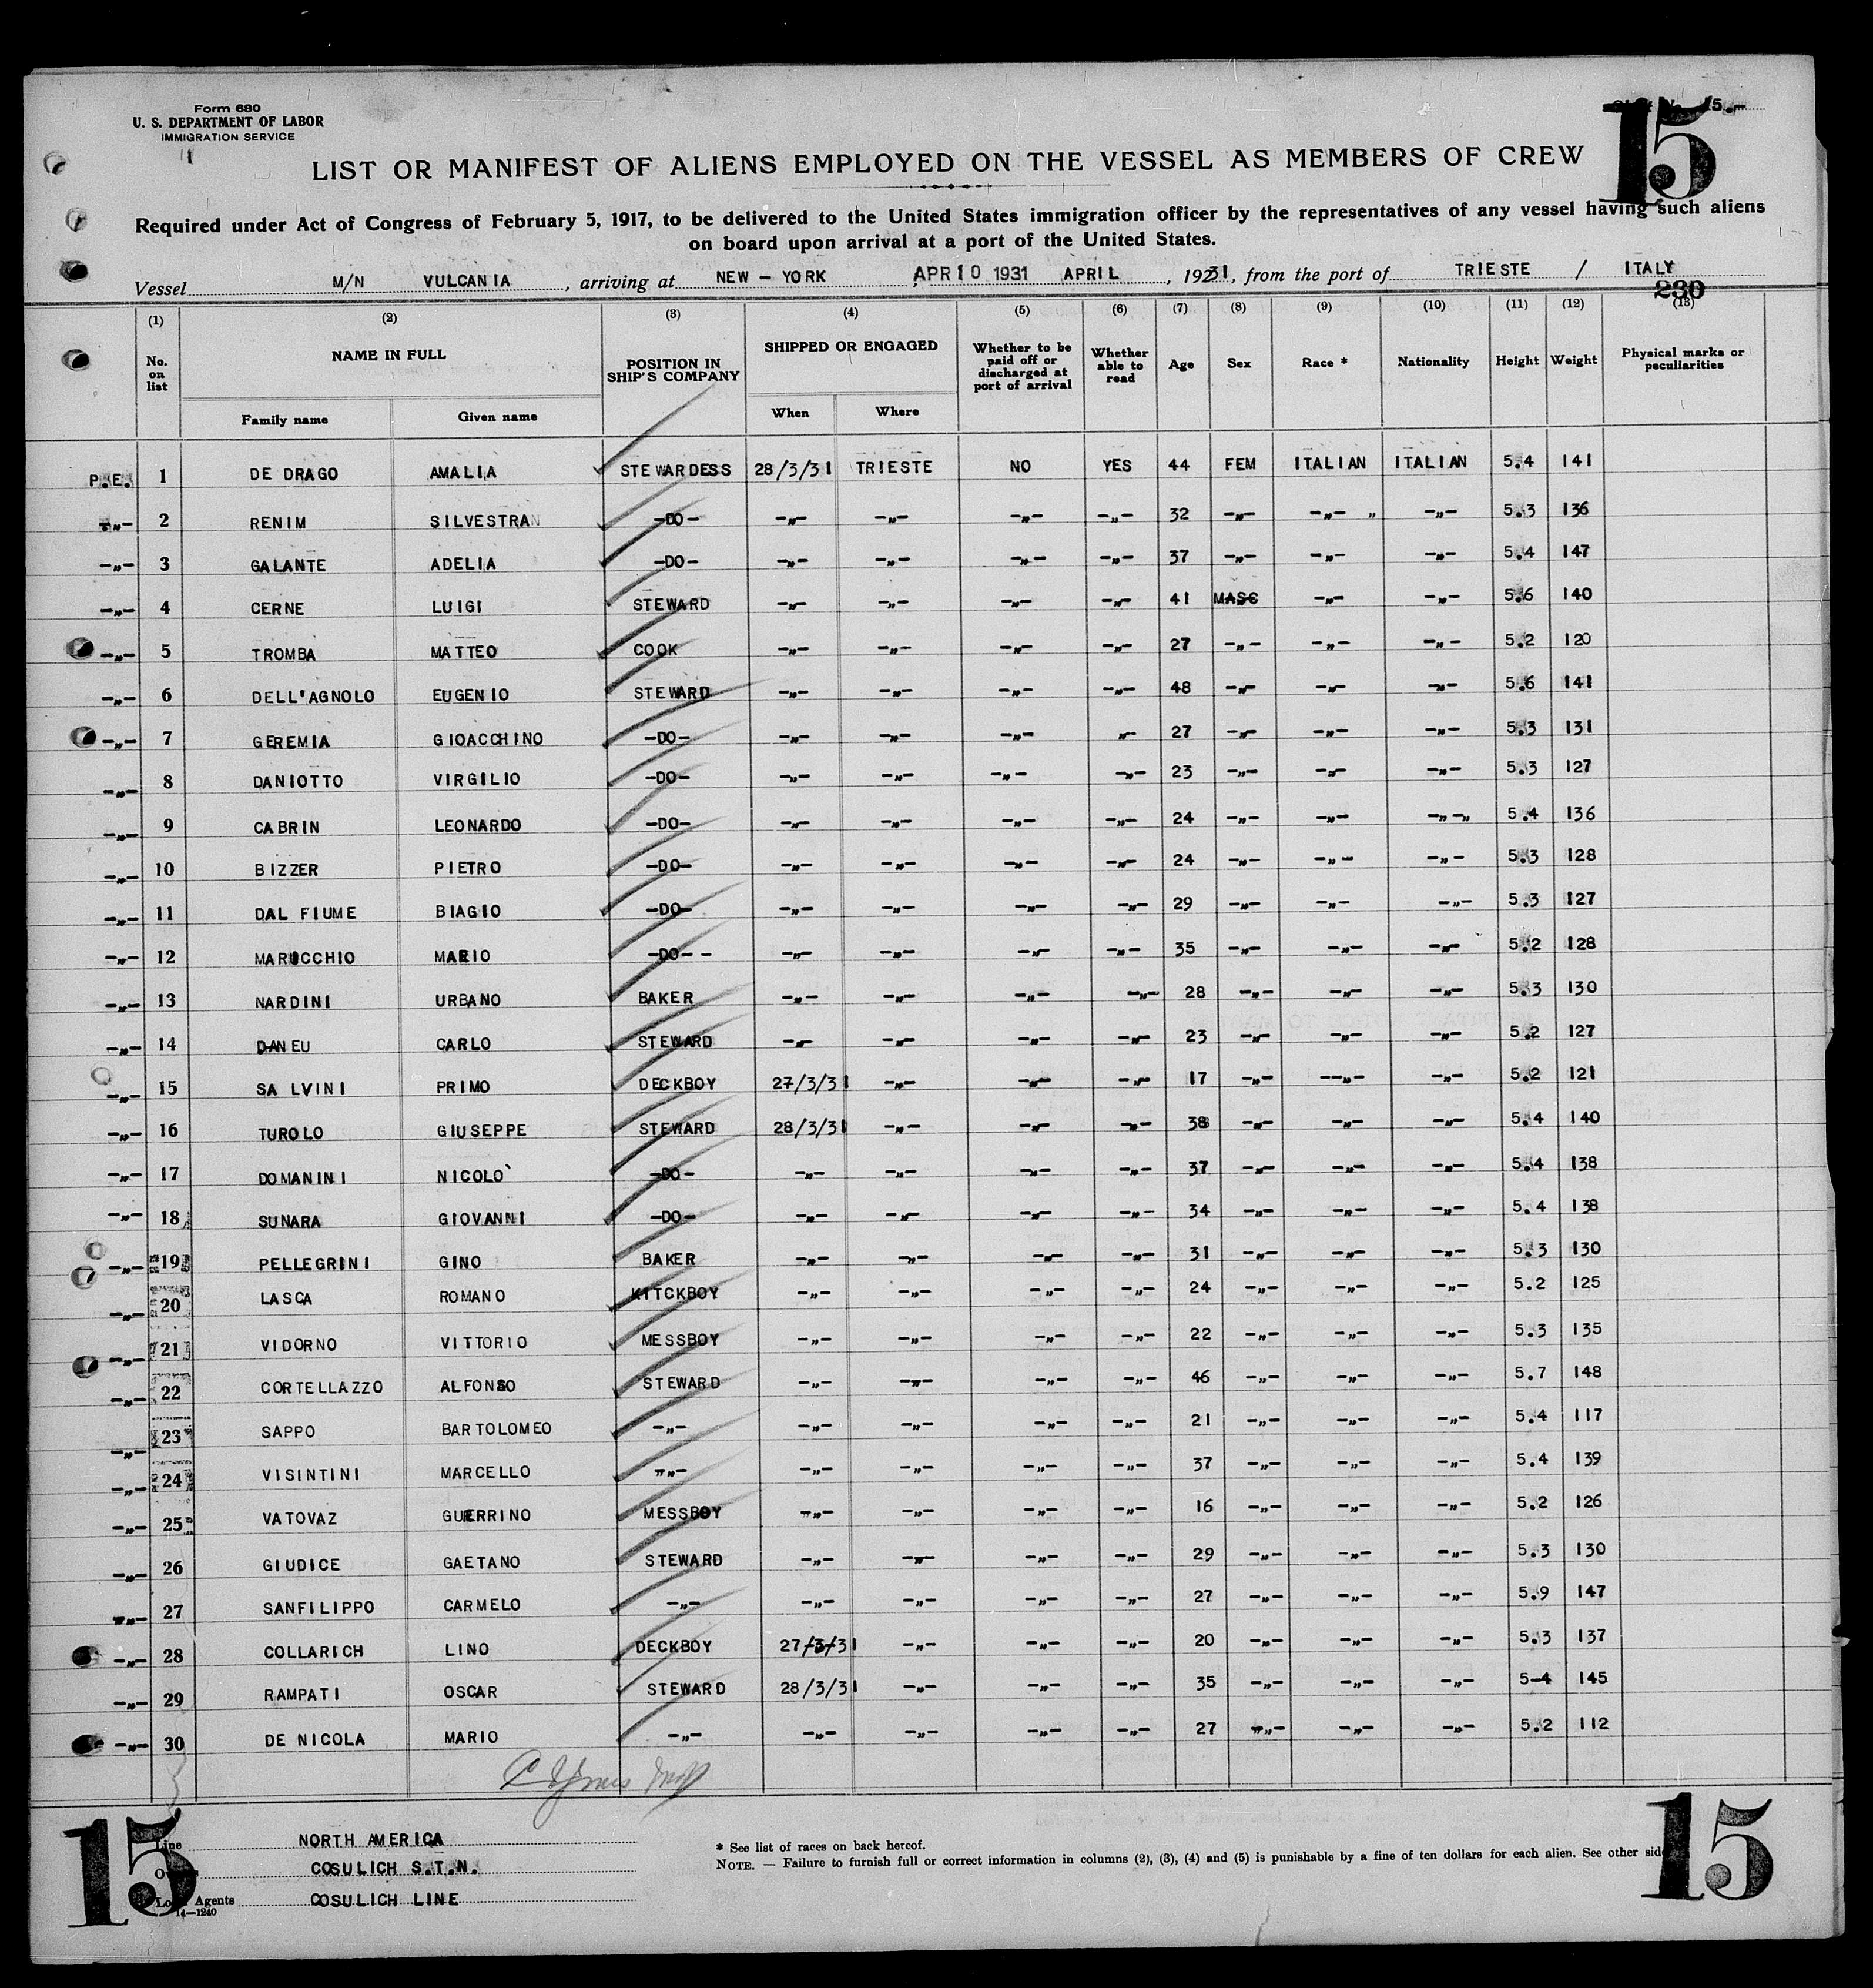 Form 680
U. S. DEPARTMENT OF LABOR
IMMIGRATION SERVICE
15.—
15
LIST OR MANIFEST OF ALIENS EMPLOYED ON THE VESSEL AS MEMBERS OF CREW
Required under Act of Congress of February 5, 1917, to be delivered to the United States immigration officer by the representatives of any vessel having such aliens
on board upon arrival at a port of the United States.
Vessel M/N VULCANIA, arriving at NEW – YORK APR 10 1931 APRIL, 1931, from the port of TRIESTE / ITALY
230
(1) (2) (3) (4) (5) (6) (7) (8) (9) (10) (11) (12) (13)
No. on list NAME IN FULL POSITION IN SHIP'S COMPANY SHIPPED OR ENGAGED Whether to be paid off or discharged at port of arrival Whether able to read Age Sex Race * Nationality Height Weight Physical marks or peculiarities
Family name Given name When Where
P.E. 1 DE DRAGO AMALIA STEWARDESS 28/3/31 TRIESTE NO YES 44 FEM ITALIAN ITALIAN 5.4 141
-"- 2 RENIM SILVESTRA -DO- -"- -"- -"- -"- 32 -"- -"- " -"- 5.3 136
-"- 3 GALANTE ADELIA -DO- -"- -"- -"- -"- 37 -"- -"- -"- 5.4 147
-"- 4 CERNE LUIGI STEWARD -"- -"- -"- -"- 41 MASC -"- -"- 5.6 140
-"- 5 TROMBA MATTEO COOK -"- -"- -"- -"- 27 -"- -"- -"- 5.2 120
-"- 6 DELL'AGNOLO EUGENIO STEWARD -"- -"- -"- -"- 48 -"- -"- -"- 5.6 141
-"- 7 GEREMIA GIOACCHINO -DO- -"- -"- -"- "- 27 -"- -"- -"- 5.3 131
-"- 8 DANIOTTO VIRGILIO -DO- -"- -"- -"- -"- 23 -"- -"- -"- 5.3 127
-"- 9 CABRIN LEONARDO -DO- -"- -"- -"- -"- 24 -"- -"- -"-" 5.4 136
-"- 10 BIZZER PIETRO -DO- -"- -"- -"- -"- 24 -"- -"- -"- 5.3 128
-"- 11 DAL FIUME BIAGIO -DO- -"- -"- -"- -"- 29 -"- -"- -"- 5.3 127
-"- 12 MARUCCHIO MARIO -DO-- -"- -"- -"- -"- 35 -"- -"- -"- 5.2 128
-"- 13 NARDINI URBANO BAKER -"- -"- -"- -"- 28 -"- -"- -"- 5.3 130
-"- 14 DANEU CARLO STEWARD -"- -"- -"- -"- 23 -"- -"- -"- 5.2 127
-"- 15 SALVINI PRIMO DECKBOY 27/3/31 -"- -"- -"- 17 -"- --"- -"- 5.2 121
-"- 16 TUROLO GIUSEPPE STEWARD 28/3/31 -"- -"- -"- 38 -"- -"- -"- 5.4 140
-"- 17 DOMANINI NICOLO` -DO- -"- -"- -"- -"- 37 -"- -"- -"- 5.4 138
-"- 18 SUNARA GIOVANNI -DO- -"- -"- -"- -"- 34 -"- -"- -"- 5.4 138
-"- 19 PELLEGRINI GINO BAKER -"- -"- -"- -"- 31 -"- -"- -"- 5.3 130
-"- 20 LASCA ROMANO KITCKBOY -"- -"- -"- -"- 24 -"- -"- -"- 5.2 125
-"- 21 VIDORNO VITTORIO MESSBOY -"- -"- -"- -"- 22 -"- -"- -"- 5.3 135
-"- 22 CORTELLAZZO ALFONSO STEWARD -"- -"- -"- -"- 46 -"- -"- -"- 5.7 148
-"- 23 SAPPO BARTOLOMEO -"- -"- -"- -"- -"- 21 -"- -"- -"- 5.4 117
-"- 24 VISINTINI MARCELLO ""- -"- -"- -"- -"- 37 -"- -"- -"- 5.4 139
-"- 25 VATOVAZ GUERRINO MESSBOY -"- -"- -"- -"- 16 -"- -"- -"- 5.2 126
-"- 26 GIUDICE GAETANO STEWARD -"- -"- -"- -"- 29 -"- -"- -"- 5.3 130
-"- 27 SANFILIPPO CARMELO -"- -"- -"- -"- -"- 27 -"- -"- -"- 5.9 147
-"- 28 COLLARICH LINO DECKBOY 27/3/31 -"- -"- -"- 20 -"- -"- -"- 5.3 137
-"- 29 RAMPATI OSCAR STEWARD 28/3/31 -"- -"- -"- 35 -"- -"- -"- 5-4 145
-"- 30 DE NICOLA MARIO -"- -"- -"- -"- -"- 27 -"- -"- -"- 5.2 112
15
Line NORTH AMERICA
COSULICH S.T.N.
Agents COSULICH LINE
14—1240
* See list of races on back hereof.
NOTE. — Failure to furnish full or correct information in columns (2), (3), (4) and (5) is punishable by a fine of ten dollars for each alien. See other side
15